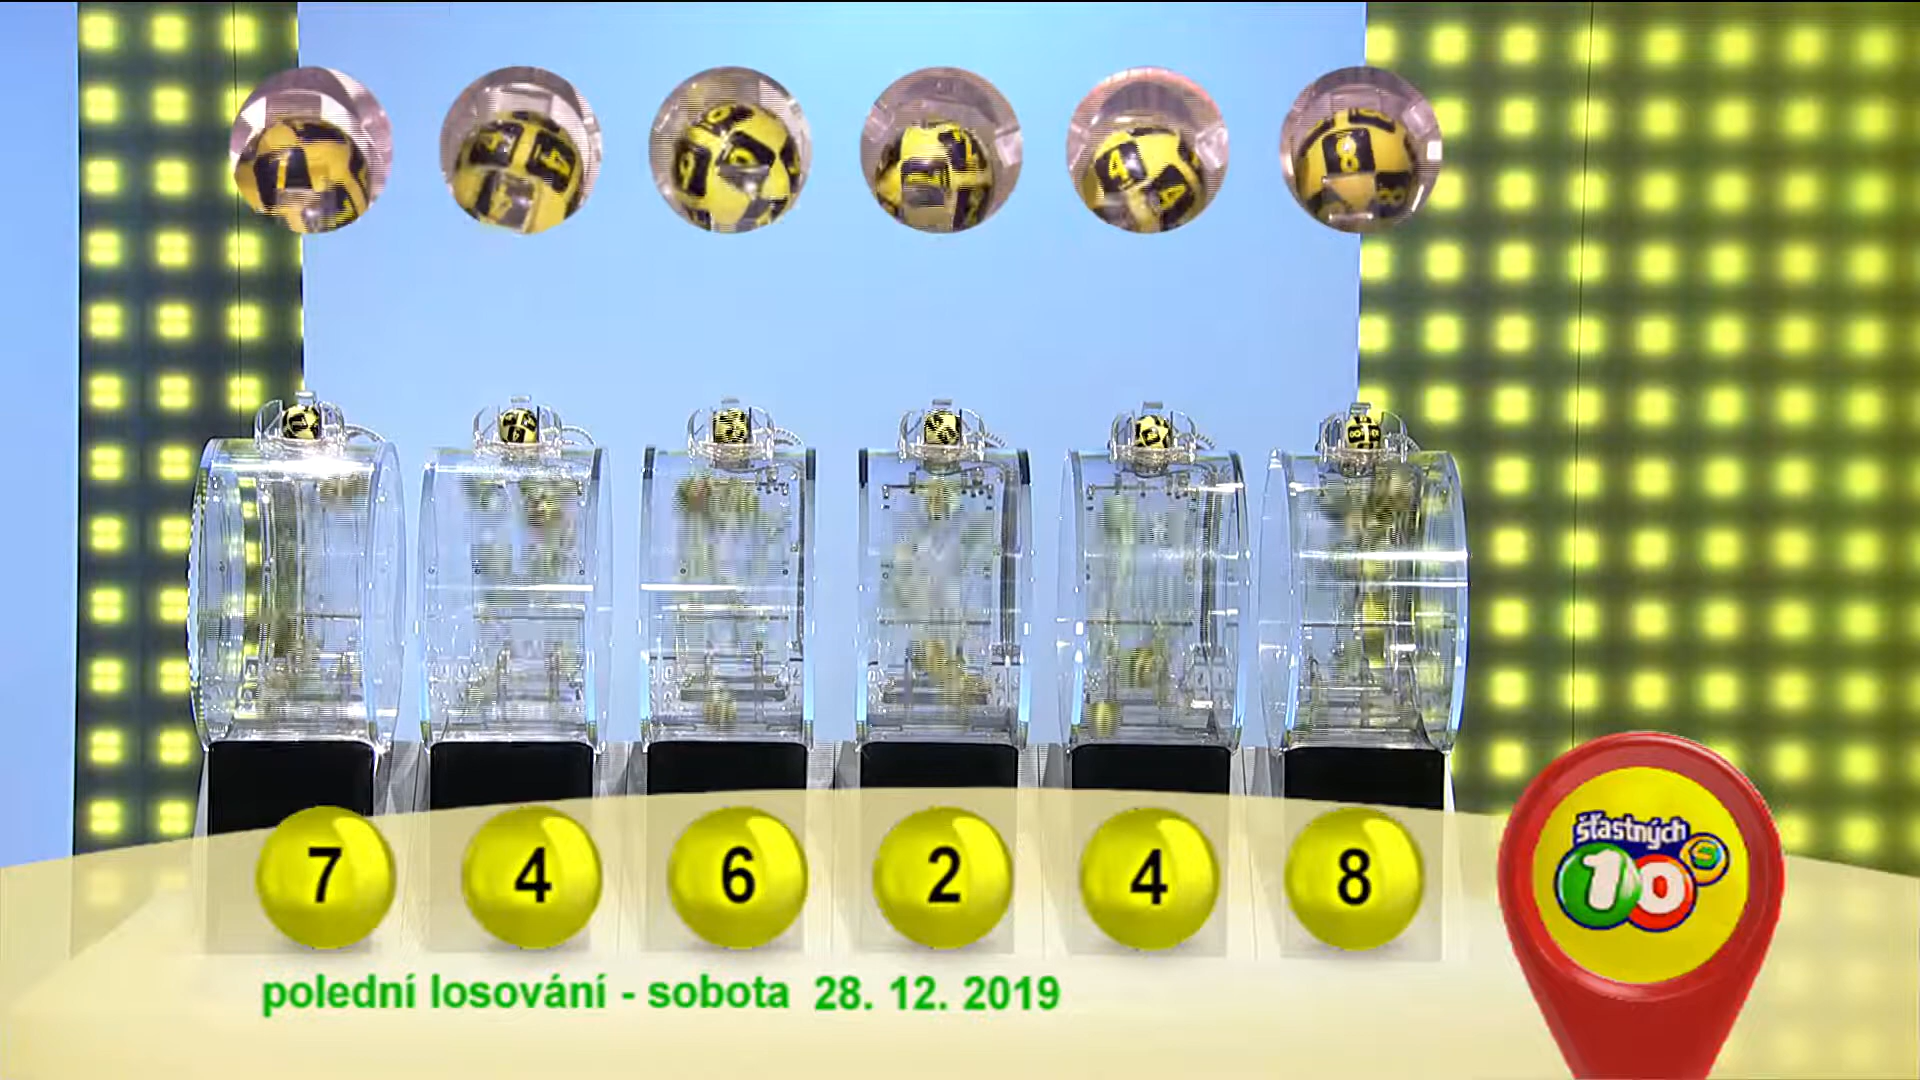 7 4 6 2 4 8
šťastných
10
polední losování - sobota 28. 12. 2019